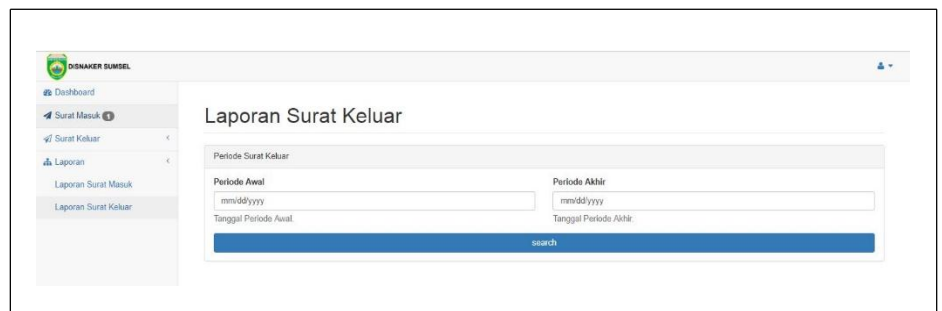 DISNAKER SUMSEL
Dashboard
Surat Masuk 1
Surat Keluar
Laporan
Laporan Surat Masuk
Laporan Surat Keluar
Laporan Surat Keluar
Periode Surat Keluar
Periode Awal
mm/dd/yyyy
Tanggal Periode Awal.
Periode Akhir
mm/dd/yyyy
Tanggal Periode Akhir.
search